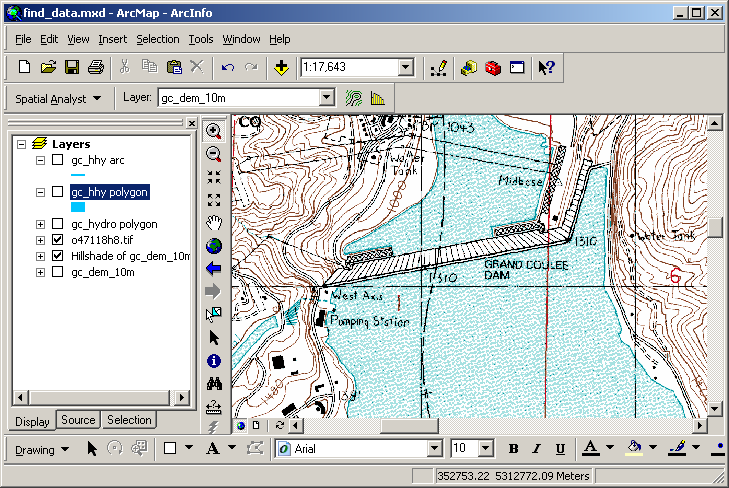 find_data.mxd - ArcMap - ArcInfo
File Edit View Insert Selection Tools Window Help
1:17,643
Spatial Analyst
Layer: gc_dem_10m
Layers
gc_hhy arc
gc_hhy polygon
gc_hydro polygon
o47118h8.tif
Hillshade of gc_dem_10m
gc_dem_10m
Display Source Selection
CO
1043
Water
Tank
1000
Midbase
1310
Water Tank
GRAND COULEE
DAM
1310
6
West Axis
1
Pumping Station
1400
Drawing
A
Arial
10
B I U A
352753.22 5312772.09 Meters